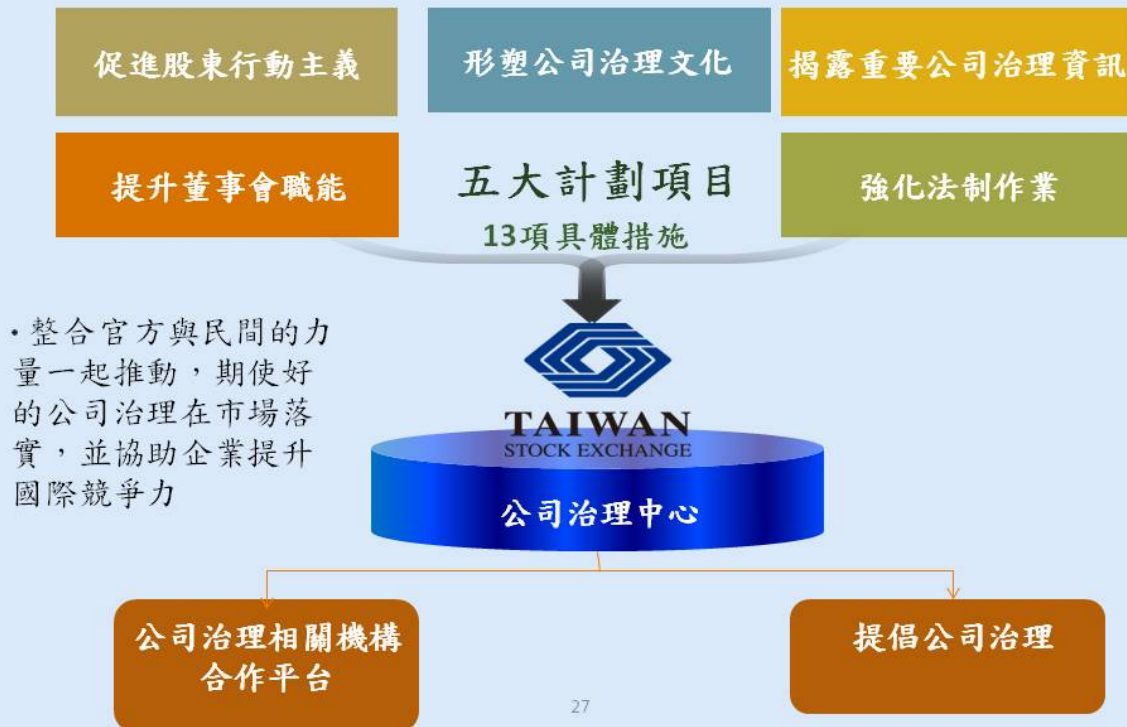 促進股東行動主義
形塑公司治理文化
揭露重要公司治理資訊
提升董事會職能
五大計劃項目
13項具體措施
強化法制作業
•整合官方與民間的力
量一起推動，期使好
的公司治理在市場落
實，並協助企業提升
國際競爭力
TAIWAN
STOCK EXCHANGE
公司治理中心
公司治理相關機構
合作平台
提倡公司治理
27